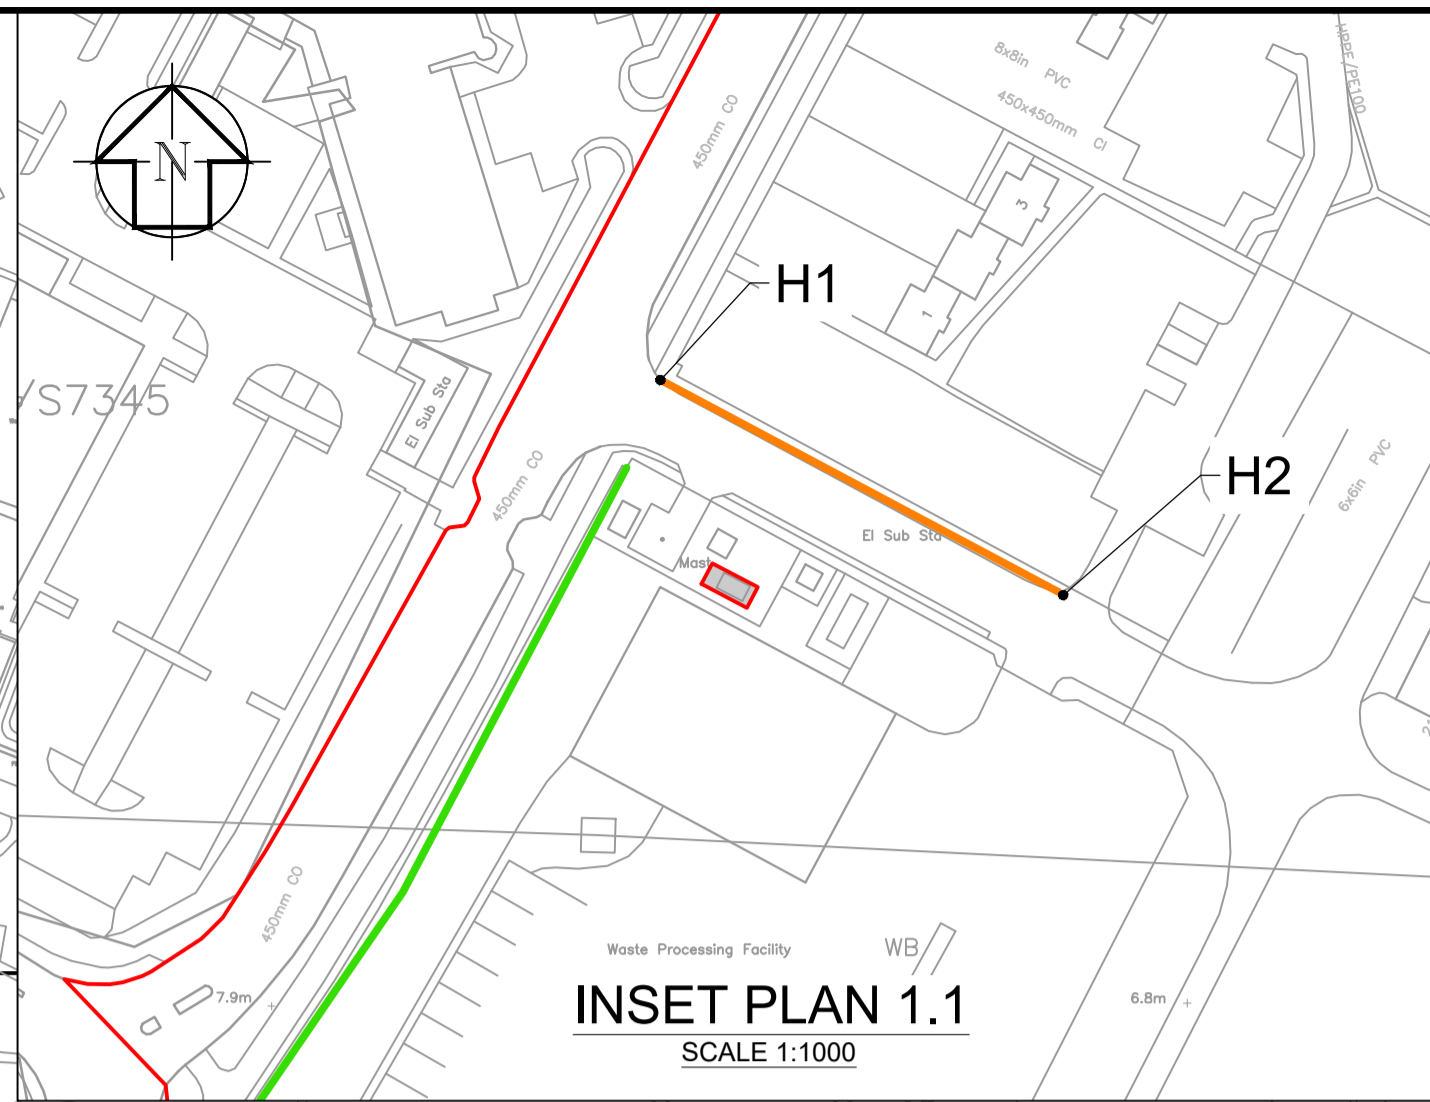 HPPE/PE100
8x8in PVC
450x450mm CI
450mm CO
N
3
H1
1
/S7345
El Sub Sta
450mm CO
6x6in PVC
H2
El Sub Sta
Mast
450mm CO
Waste Processing Facility
WB
7.9m
6.8m
INSET PLAN 1.1
SCALE 1:1000